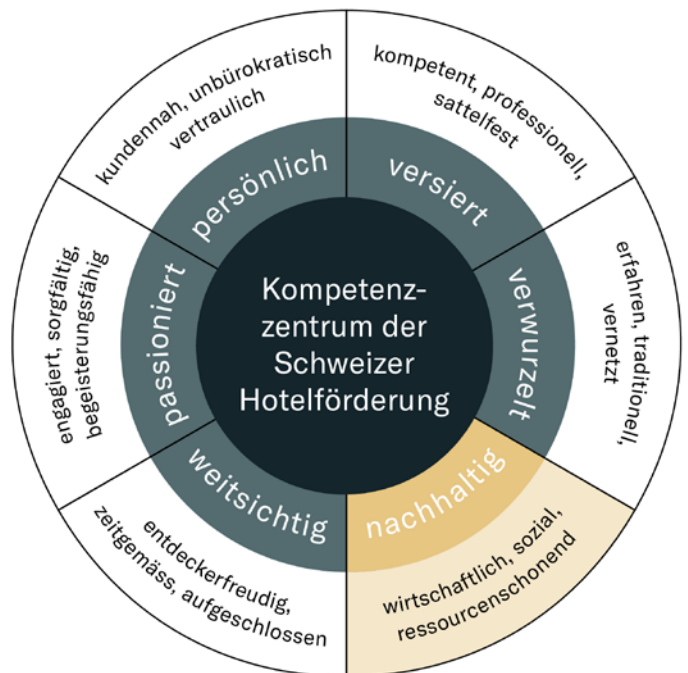 kundennah, unbürokratisch
vertraulich
persönlich
kompetent, professionell,
sattelfest
versiert
erfahren, traditionell,
vernetzt
verwurzelt
wirtschaftlich, sozial,
ressourcenschonend
nachhaltig
entdeckerfreudig,
zeitgemäss, aufgeschlossen
weitsichtig
engagiert, sorgfältig,
begeisterungsfähig
passioniert
Kompetenz-
zentrum der
Schweizer
Hotelförderung